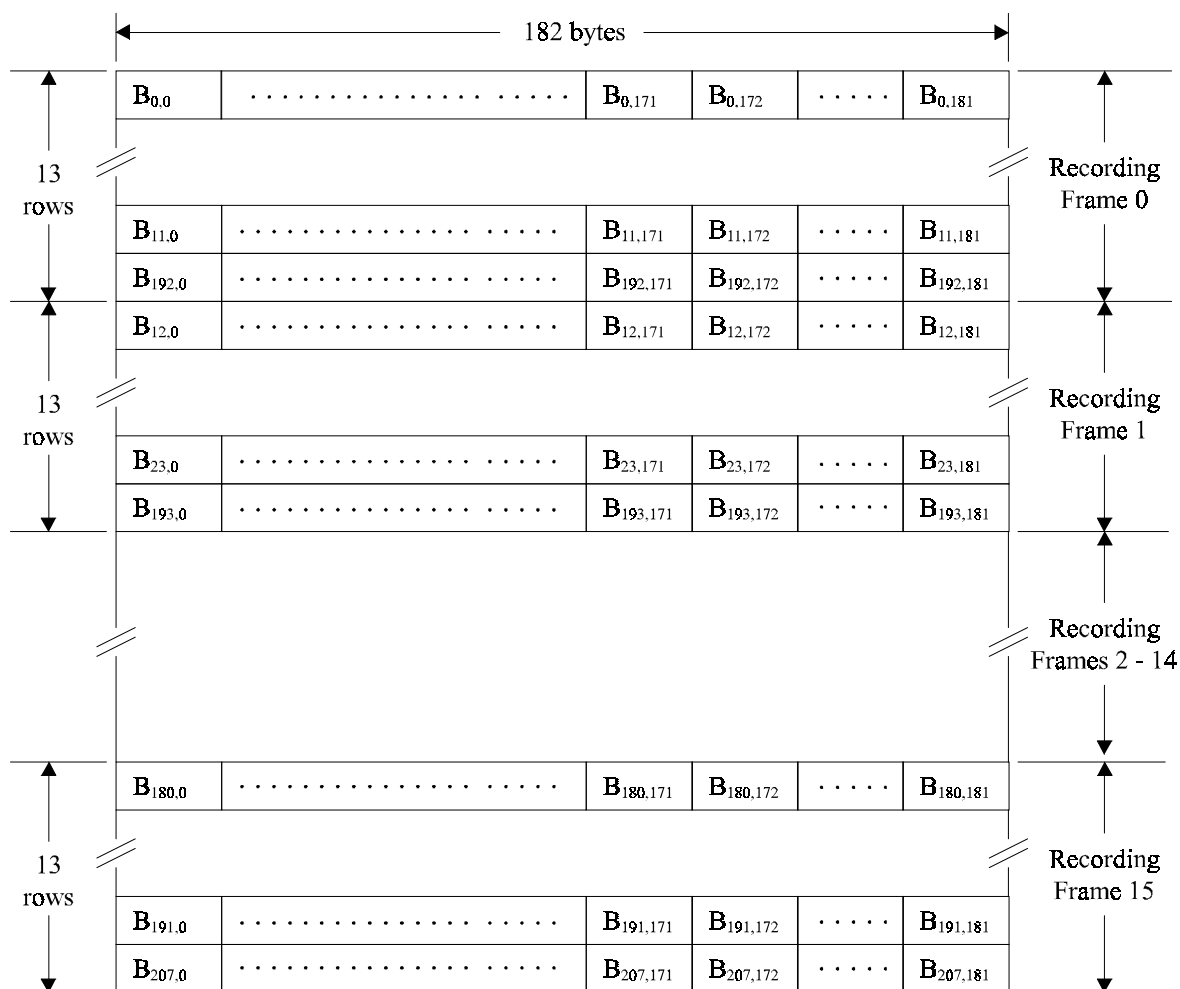 182 bytes
B0,0 · · · · · · · · · · · · · · · · · · · · · · · B0,171 B0,172 · · · · · B0,181
13
rows
Recording
Frame 0
B11,0 · · · · · · · · · · · · · · · · · · · · · · · B11,171 B11,172 · · · · · B11,181
B192,0 · · · · · · · · · · · · · · · · · · · · · · · B192,171 B192,172 · · · · · B192,181
B12,0 · · · · · · · · · · · · · · · · · · · · · · · B12,171 B12,172 · · · · · B12,181
13
rows
Recording
Frame 1
B23,0 · · · · · · · · · · · · · · · · · · · · · · · B23,171 B23,172 · · · · · B23,181
B193,0 · · · · · · · · · · · · · · · · · · · · · · · B193,171 B193,172 · · · · · B193,181
Recording
Frames 2 - 14
B180,0 · · · · · · · · · · · · · · · · · · · · · · · B180,171 B180,172 · · · · · B180,181
13
rows
Recording
Frame 15
B191,0 · · · · · · · · · · · · · · · · · · · · · · · B191,171 B191,172 · · · · · B191,181
B207,0 · · · · · · · · · · · · · · · · · · · · · · · B207,171 B207,172 · · · · · B207,181